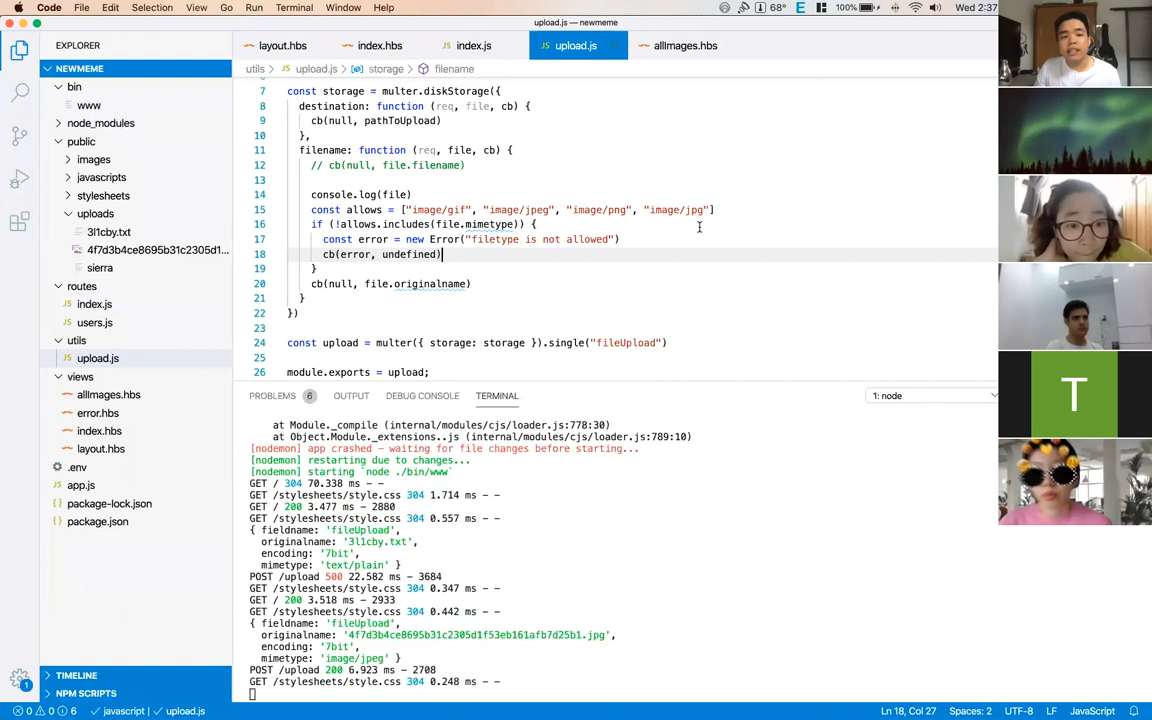 Code File Edit Selection View Go Run Terminal Window Help 68° E 100% Wed 2:37
upload.js — newmeme
EXPLORER
layout.hbs index.hbs index.js upload.js allImages.hbs
NEWMEME
utils > upload.js > storage > filename
bin
www
node_modules
public
images
javascripts
stylesheets
uploads
3l1cby.txt
4f7d3b4ce8695b31c2305d1...
sierra
routes
index.js
users.js
utils
upload.js
views
allImages.hbs
error.hbs
index.hbs
layout.hbs
.env
app.js
package-lock.json
package.json
TIMELINE
NPM SCRIPTS
7 const storage = multer.diskStorage({
8 destination: function (req, file, cb) {
9 cb(null, pathToUpload)
10 },
11 filename: function (req, file, cb) {
12 // cb(null, file.filename)
13
14 console.log(file)
15 const allows = ["image/gif", "image/jpeg", "image/png", "image/jpg"]
16 if (!allows.includes(file.mimetype)) {
17 const error = new Error("filetype is not allowed")
18 cb(error, undefined)
19 }
20 cb(null, file.originalname)
21 }
22 })
23
24 const upload = multer({ storage: storage }).single("fileUpload")
25
26 module.exports = upload;
PROBLEMS 6 OUTPUT DEBUG CONSOLE TERMINAL 1: node
at Module._compile (internal/modules/cjs/loader.js:778:30)
at Object.Module._extensions..js (internal/modules/cjs/loader.js:789:10)
[nodemon] app crashed - waiting for file changes before starting...
[nodemon] restarting due to changes...
[nodemon] starting `node ./bin/www`
GET / 304 70.338 ms - -
GET /stylesheets/style.css 304 1.714 ms - -
GET / 200 3.477 ms - 2880
GET /stylesheets/style.css 304 0.557 ms - -
{ fieldname: 'fileUpload',
originalname: '3l1cby.txt',
encoding: '7bit',
mimetype: 'text/plain' }
POST /upload 500 22.582 ms - 3684
GET /stylesheets/style.css 304 0.347 ms - -
GET / 200 3.518 ms - 2933
GET /stylesheets/style.css 304 0.442 ms - -
{ fieldname: 'fileUpload',
originalname: '4f7d3b4ce8695b31c2305d1f53eb161afb7d25b1.jpg',
encoding: '7bit',
mimetype: 'image/jpeg' }
POST /upload 200 6.923 ms - 2708
GET /stylesheets/style.css 304 0.248 ms - -
T
1
0 0 6 javascript | upload.js Ln 18, Col 27 Spaces: 2 UTF-8 LF JavaScript